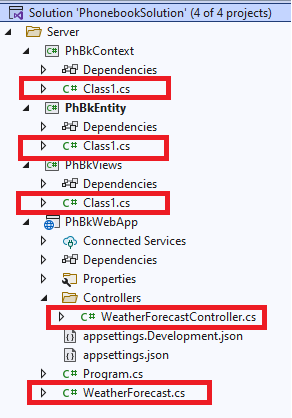 Solution 'PhonebookSolution' (4 of 4 projects)
Server
C# PhBkContext
Dependencies
C# Class1.cs
C# PhBkEntity
Dependencies
C# Class1.cs
C# PhBkViews
Dependencies
C# Class1.cs
PhBkWebApp
Connected Services
Dependencies
Properties
Controllers
C# WeatherForecastController.cs
appsettings.Development.json
appsettings.json
C# Program.cs
C# WeatherForecast.cs